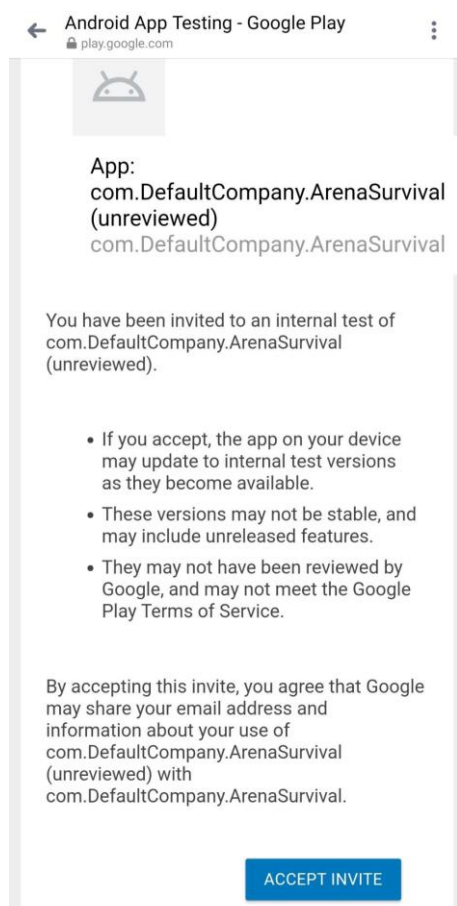 Android App Testing - Google Play
play.google.com
App:
com.DefaultCompany.ArenaSurvival
(unreviewed)
com.DefaultCompany.ArenaSurvival
You have been invited to an internal test of
com.DefaultCompany.ArenaSurvival
(unreviewed).
• If you accept, the app on your device
may update to internal test versions
as they become available.
• These versions may not be stable, and
may include unreleased features.
• They may not have been reviewed by
Google, and may not meet the Google
Play Terms of Service.
By accepting this invite, you agree that Google
may share your email address and
information about your use of
com.DefaultCompany.ArenaSurvival
(unreviewed) with
com.DefaultCompany.ArenaSurvival.
ACCEPT INVITE